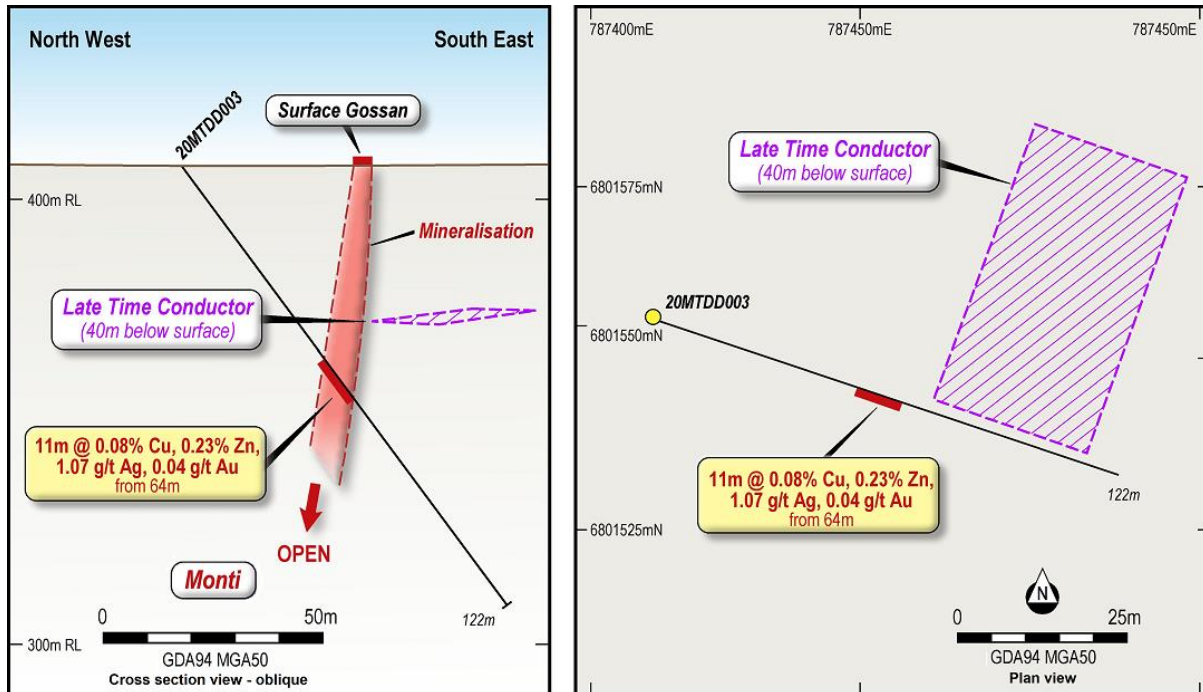 North West
South East
20MTDD003
Surface Gossan
400m RL
Mineralisation
Late Time Conductor
(40m below surface)
11m @ 0.08% Cu, 0.23% Zn,
1.07 g/t Ag, 0.04 g/t Au
from 64m
OPEN
Monti
122m
0
50m
300m RL
GDA94 MGA50
Cross section view - oblique
787400mE
787450mE
787450mE
Late Time Conductor
(40m below surface)
6801575mN
20MTDD003
6801550mN
11m @ 0.08% Cu, 0.23% Zn,
1.07 g/t Ag, 0.04 g/t Au
from 64m
122m
6801525mN
N
0
25m
GDA94 MGA50
Plan view